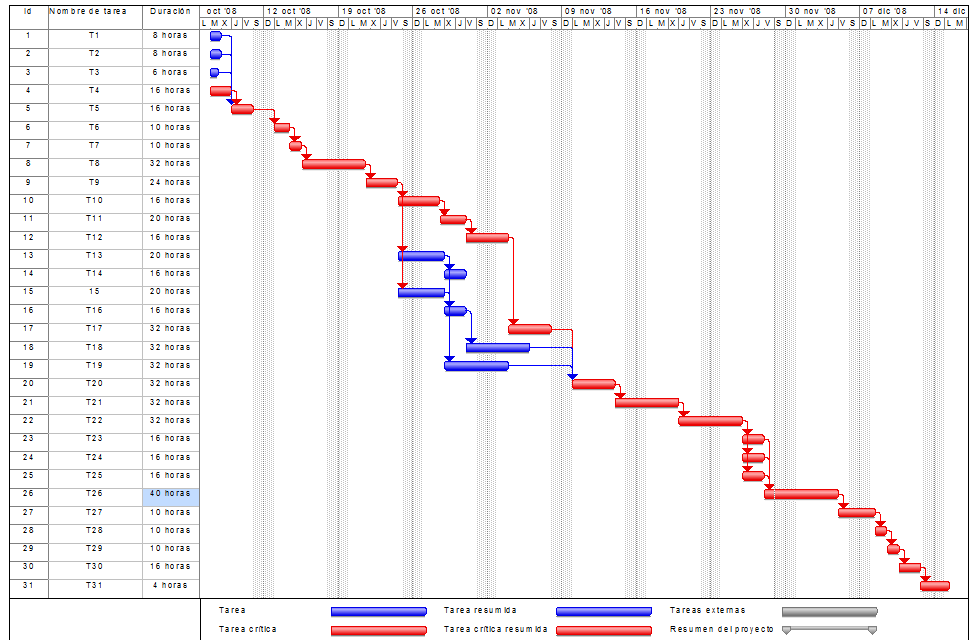 Id Nombre de tarea Duración oct '08 12 oct '08 19 oct '08 26 oct '08 02 nov '08 09 nov '08 16 nov '08 23 nov '08 30 nov '08 07 dic '08 14 dic
L M X J V S D L M X J V S D L M X J V S D L M X J V S D L M X J V S D L M X J V S D L M X J V S D L M X J V S D L M X J V S D L M X J V S D L M X
1 T1 8 horas
2 T2 8 horas
3 T3 6 horas
4 T4 16 horas
5 T5 16 horas
6 T6 10 horas
7 T7 10 horas
8 T8 32 horas
9 T9 24 horas
10 T10 16 horas
11 T11 20 horas
12 T12 16 horas
13 T13 20 horas
14 T14 16 horas
15 15 20 horas
16 T16 16 horas
17 T17 32 horas
18 T18 32 horas
19 T19 32 horas
20 T20 32 horas
21 T21 32 horas
22 T22 32 horas
23 T23 16 horas
24 T24 16 horas
25 T25 16 horas
26 T26 40 horas
27 T27 10 horas
28 T28 10 horas
29 T29 10 horas
30 T30 16 horas
31 T31 4 horas
Tarea Tarea resumida Tareas externas
Tarea crítica Tarea crítica resumida Resumen del proyecto